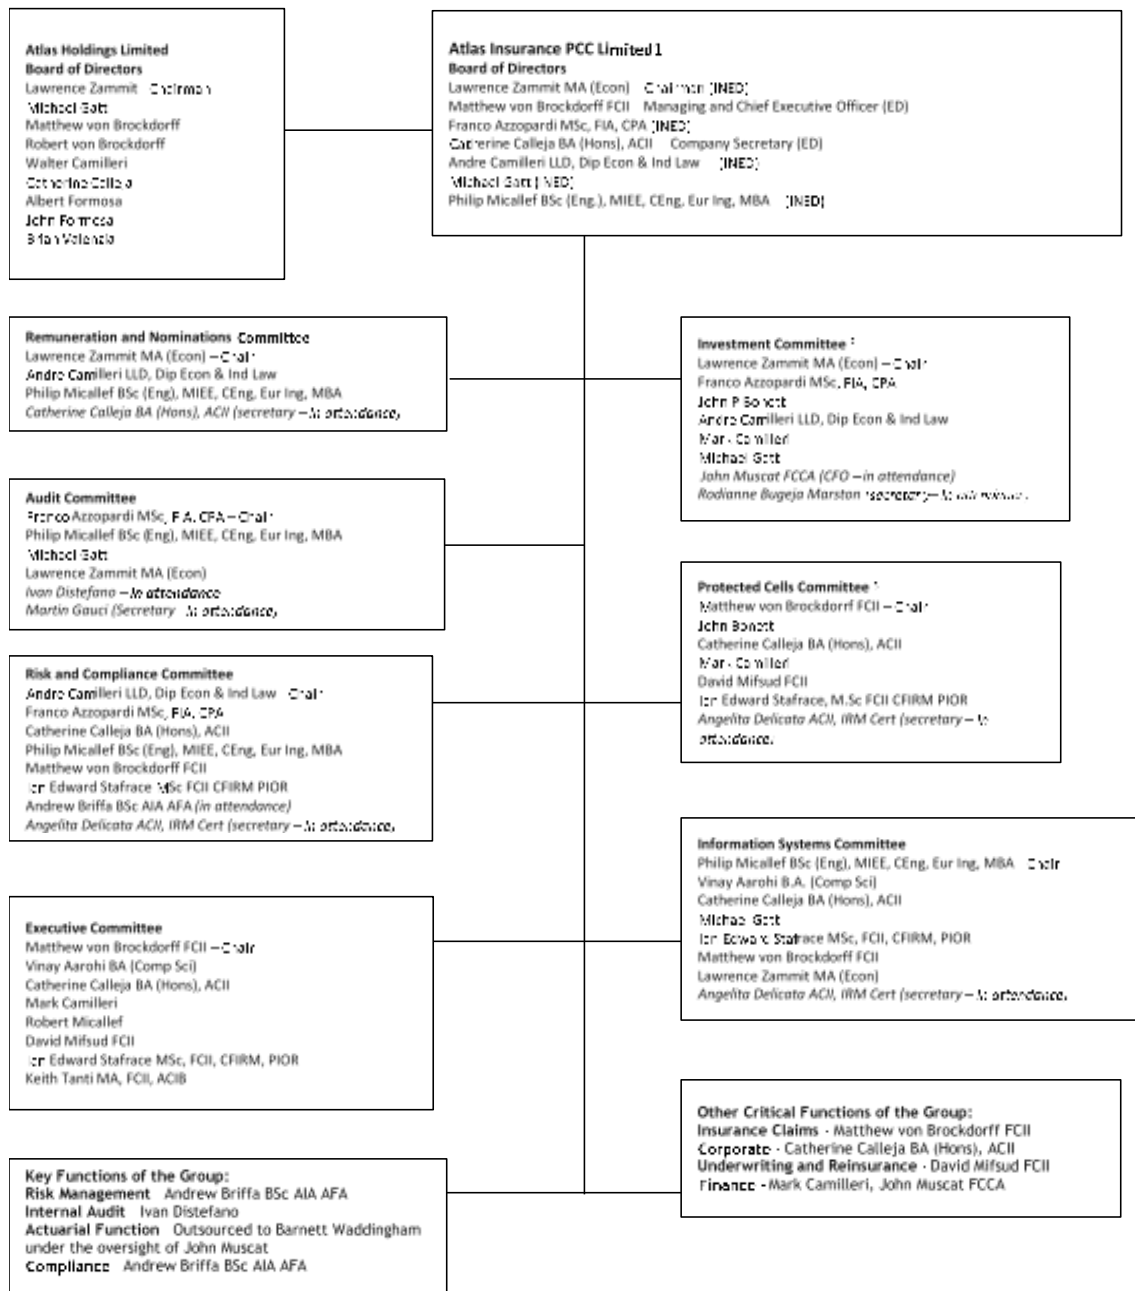 Atlas Holdings Limited
Board of Directors
Lawrence Zammit Chairman
Michael Gatt
Matthew von Brockdorff
Robert von Brockdorff
Walter Camilleri
Catherine Calleja
Albert Formosa
John Formosa
Brian Valenzia
Atlas Insurance PCC Limited1
Board of Directors
Lawrence Zammit MA (Econ) Chairman (INED)
Matthew von Brockdorff FCII Managing and Chief Executive Officer (ED)
Franco Azzopardi MSc, FIA, CPA (INED)
Catherine Calleja BA (Hons), ACII Company Secretary (ED)
Andre Camilleri LLD, Dip Econ & Ind Law (INED)
Michael Gatt (NED)
Philip Micallef BSc (Eng.), MIEE, CEng, Eur Ing, MBA (INED)
Remuneration and Nominations Committee
Lawrence Zammit MA (Econ) – Chair
Andre Camilleri LLD, Dip Econ & Ind Law
Philip Micallef BSc (Eng), MIEE, CEng, Eur Ing, MBA
Catherine Calleja BA (Hons), ACII (secretary – in attendance)
Investment Committee
Lawrence Zammit MA (Econ) – Chair
Franco Azzopardi MSc, FIA, CPA
John P Bonett
Andre Camilleri LLD, Dip Econ & Ind Law
Mark Camilleri
Michael Gatt
John Muscat FCCA (CFO – in attendance)
Rodianne Bugeja Marston (secretary – in attendance)
Audit Committee
Franco Azzopardi MSc, FIA, CPA – Chair
Philip Micallef BSc (Eng), MIEE, CEng, Eur Ing, MBA
Michael Gatt
Lawrence Zammit MA (Econ)
Ivan Distefano – in attendance
Martin Gauci (Secretary in attendance)
Protected Cells Committee
Matthew von Brockdorff FCII – Chair
John Bonett
Catherine Calleja BA (Hons), ACII
Mark Camilleri
David Mifsud FCII
Ian Edward Stafrace, M.Sc FCII CFIRM PIOR
Angelita Delicata ACII, IRM Cert (secretary – in
attendance)
Risk and Compliance Committee
Andre Camilleri LLD, Dip Econ & Ind Law Chair
Franco Azzopardi MSc, FIA, CPA
Catherine Calleja BA (Hons), ACII
Philip Micallef BSc (Eng), MIEE, CEng, Eur Ing, MBA
Matthew von Brockdorff FCII
Ian Edward Stafrace MSc FCII CFIRM PIOR
Andrew Briffa BSc AIA AFA (in attendance)
Angelita Delicata ACII, IRM Cert (secretary – in attendance)
Information Systems Committee
Philip Micallef BSc (Eng), MIEE, CEng, Eur Ing, MBA Chair
Vinay Aarohi B.A. (Comp Sci)
Catherine Calleja BA (Hons), ACII
Michael Gatt
Ian Edward Stafrace MSc, FCII, CFIRM, PIOR
Matthew von Brockdorff FCII
Lawrence Zammit MA (Econ)
Angelita Delicata ACII, IRM Cert (secretary – in attendance)
Executive Committee
Matthew von Brockdorff FCII – Chair
Vinay Aarohi BA (Comp Sci)
Catherine Calleja BA (Hons), ACII
Mark Camilleri
Robert Micallef
David Mifsud FCII
Ian Edward Stafrace MSc, FCII, CFIRM, PIOR
Keith Tanti MA, FCII, ACIB
Other Critical Functions of the Group:
Insurance Claims - Matthew von Brockdorff FCII
Corporate - Catherine Calleja BA (Hons), ACII
Underwriting and Reinsurance - David Mifsud FCII
Finance - Mark Camilleri, John Muscat FCCA
Key Functions of the Group:
Risk Management Andrew Briffa BSc AIA AFA
Internal Audit Ivan Distefano
Actuarial Function Outsourced to Barnett Waddingham
under the oversight of John Muscat
Compliance Andrew Briffa BSc AIA AFA